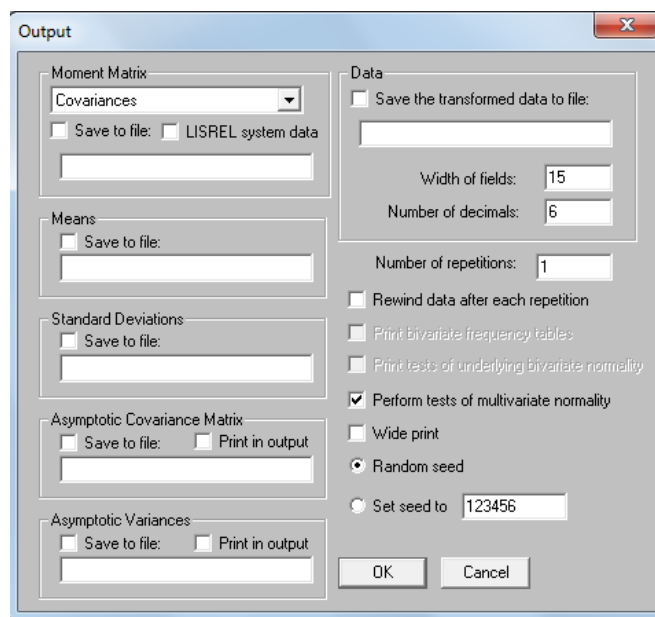 Output
Moment Matrix
Covariances
Save to file: LISREL system data
Means
Save to file:
Standard Deviations
Save to file:
Asymptotic Covariance Matrix
Save to file: Print in output
Asymptotic Variances
Save to file: Print in output
Data
Save the transformed data to file:
Width of fields: 15
Number of decimals: 6
Number of repetitions: 1
Rewind data after each repetition
Print bivariate frequency tables
Print tests of underlying bivariate normality
Perform tests of multivariate normality
Wide print
Random seed
Set seed to 123456
OK Cancel